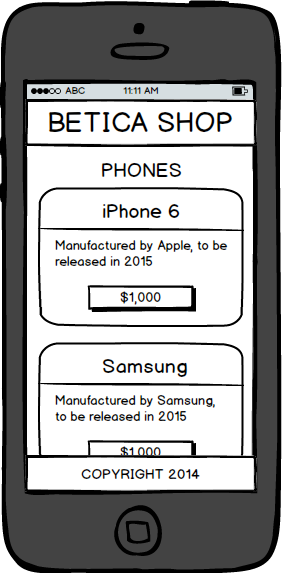 ABC 11:11 AM
BETICA SHOP
PHONES
iPhone 6
Manufactured by Apple, to be
released in 2015
$1,000
Samsung
Manufactured by Samsung,
to be released in 2015
$1,000
COPYRIGHT 2014